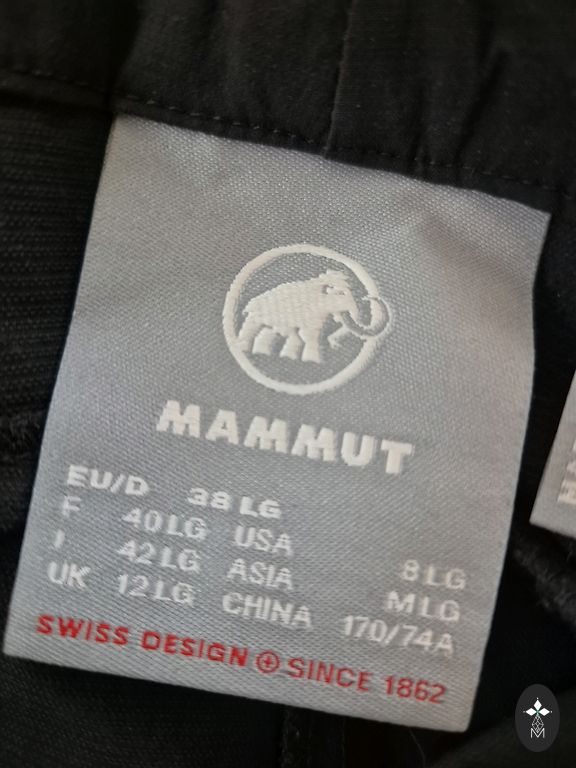 MAMMUT
EU/D 38 LG
F 40 LG USA 8 LG
I 42 LG ASIA M LG
UK 12 LG CHINA 170/74A
SWISS DESIGN SINCE 1862
M